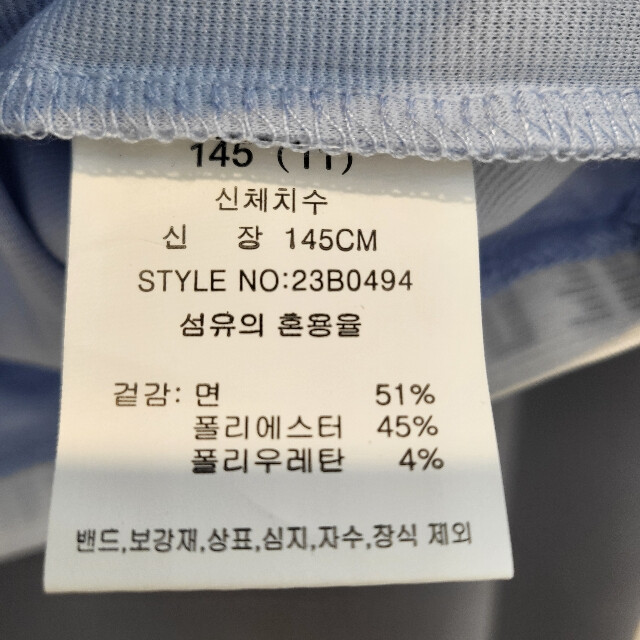 145 (11)
신체치수
신 장 145CM
STYLE NO:23B0494
섬유의 혼용율
겉감: 면 51%
폴리에스터 45%
폴리우레탄 4%
밴드,보강재,상표,심지,자수,장식 제외